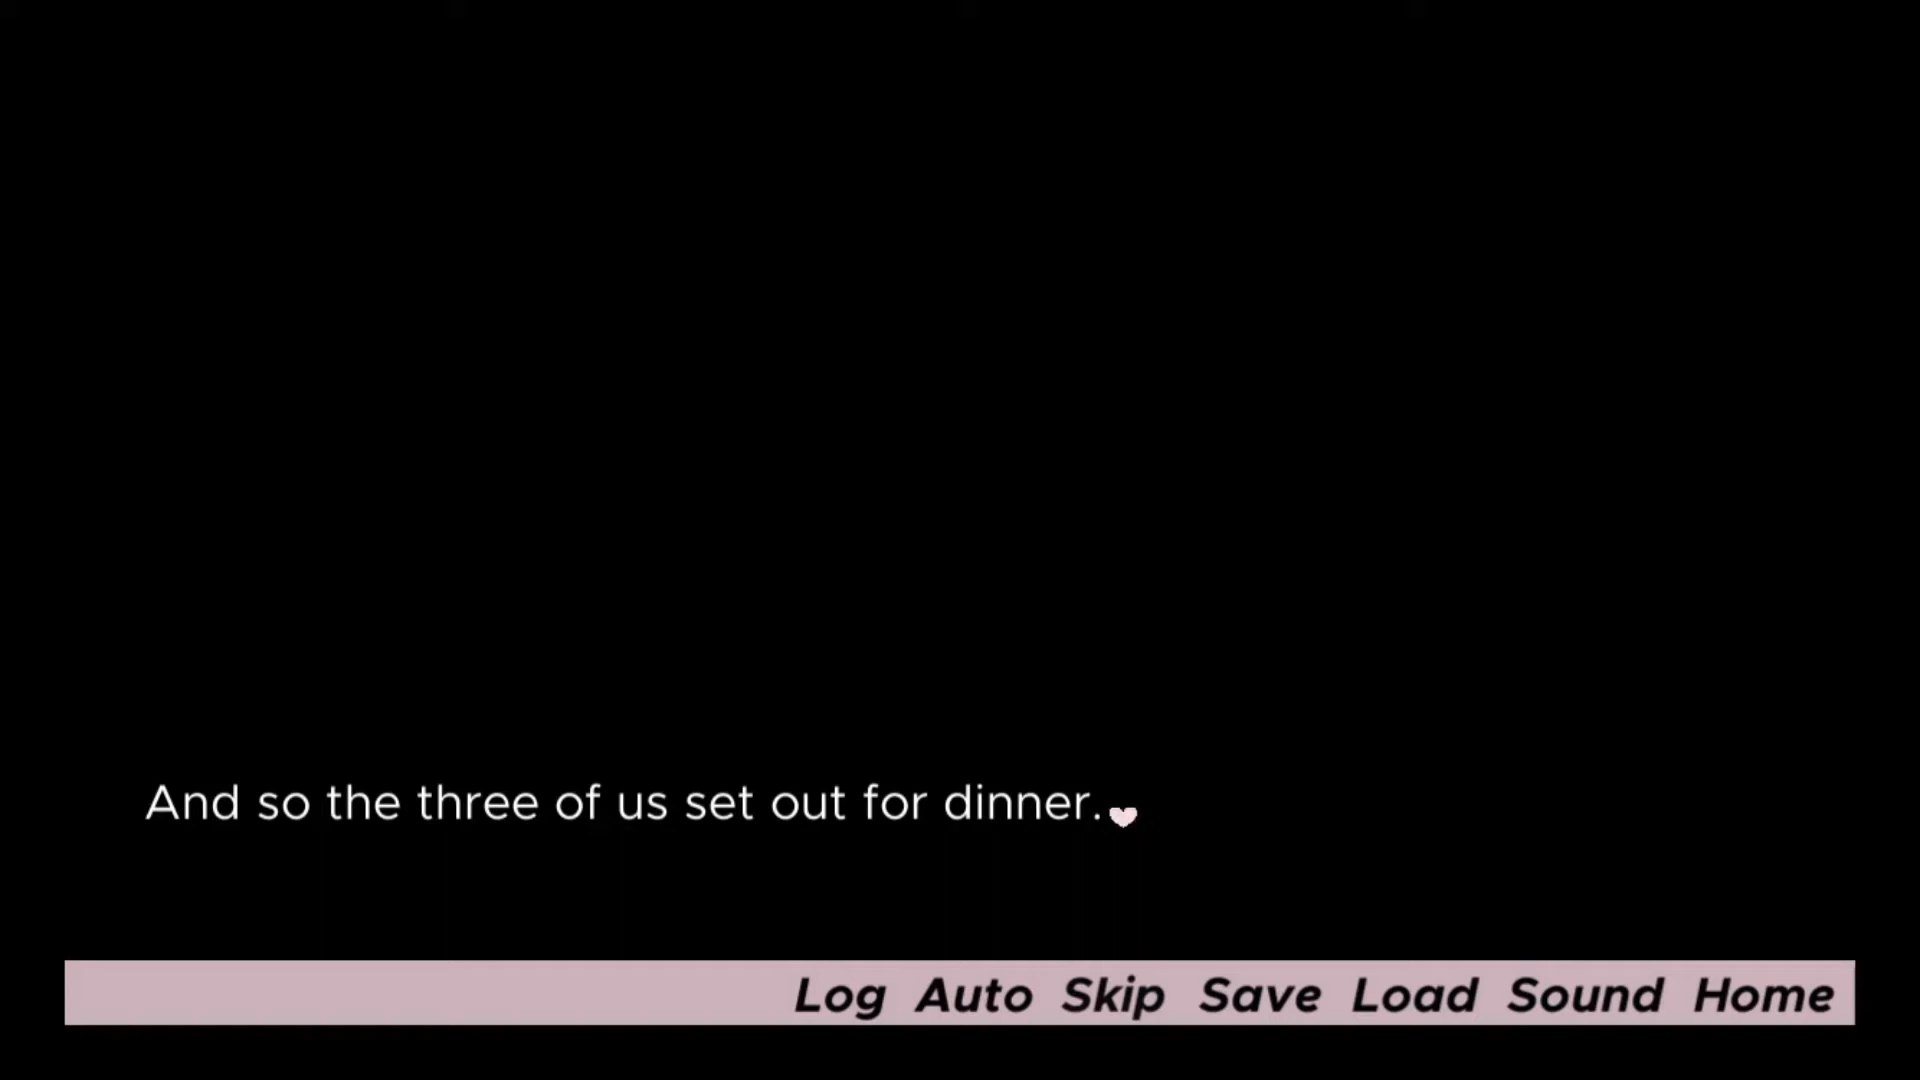 And so the three of us set out for dinner.
Log Auto Skip Save Load Sound Home